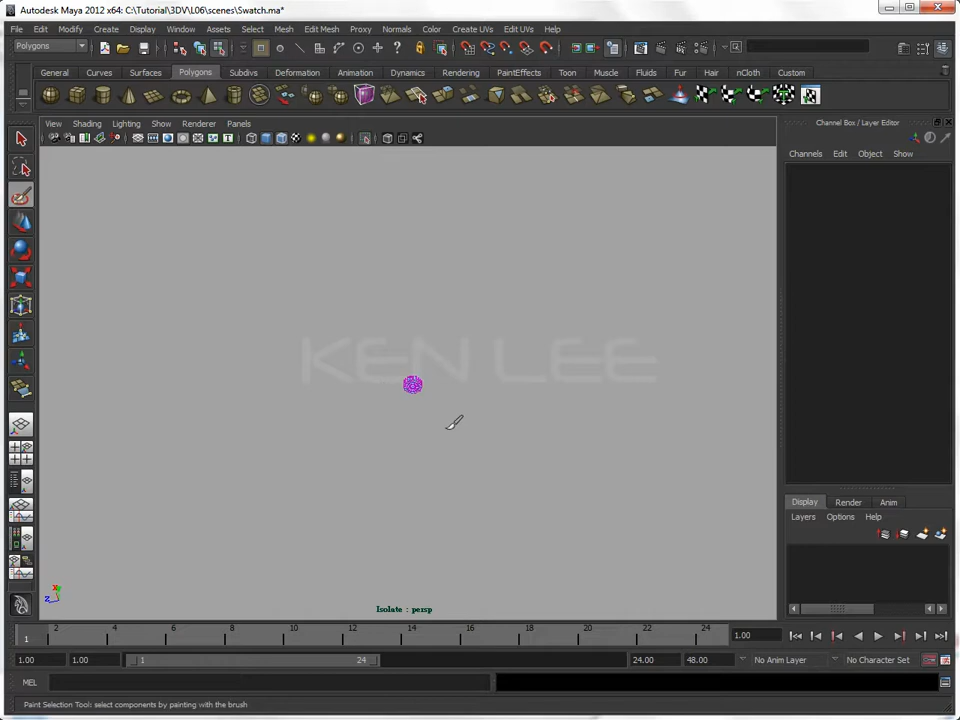 Autodesk Maya 2012 x64: C:\Tutorial\3DV\L06\scenes\Swatch.ma*
File Edit Modify Create Display Window Assets Select Mesh Edit Mesh Proxy Normals Color Create UVs Edit UVs Help
Polygons
General Curves Surfaces Polygons Subdivs Deformation Animation Dynamics Rendering PaintEffects Toon Muscle Fluids Fur Hair nCloth Custom
View Shading Lighting Show Renderer Panels
Channel Box / Layer Editor
Channels Edit Object Show
KEN LEE
Display Render Anim
Layers Options Help
Z X Y
Isolate : persp
1 2 4 6 8 10 12 14 16 18 20 22 24 1.00
1.00 1.00 1 24 24.00 48.00 No Anim Layer No Character Set
MEL
Paint Selection Tool: select components by painting with the brush